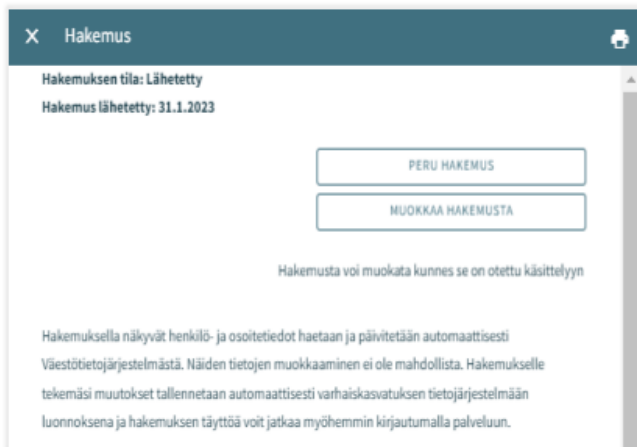 X Hakemus
Hakemuksen tila: Lähetetty
Hakemus lähetetty: 31.1.2023
PERU HAKEMUS
MUOKKAA HAKEMUSTA
Hakemusta voi muokata kunnes se on otettu käsittelyyn
Hakemuksella näkyvät henkilö- ja osoitetiedot haetaan ja päivitetään automaattisesti
Väestötietojärjestelmästä. Näiden tietojen muokkaaminen ei ole mahdollista. Hakemukselle
tekemäsi muutokset tallennetaan automaattisesti varhaiskasvatuksen tietojärjestelmään
luonnoksena ja hakemuksen täyttöä voit jatkaa myöhemmin kirjautumalla palveluun.